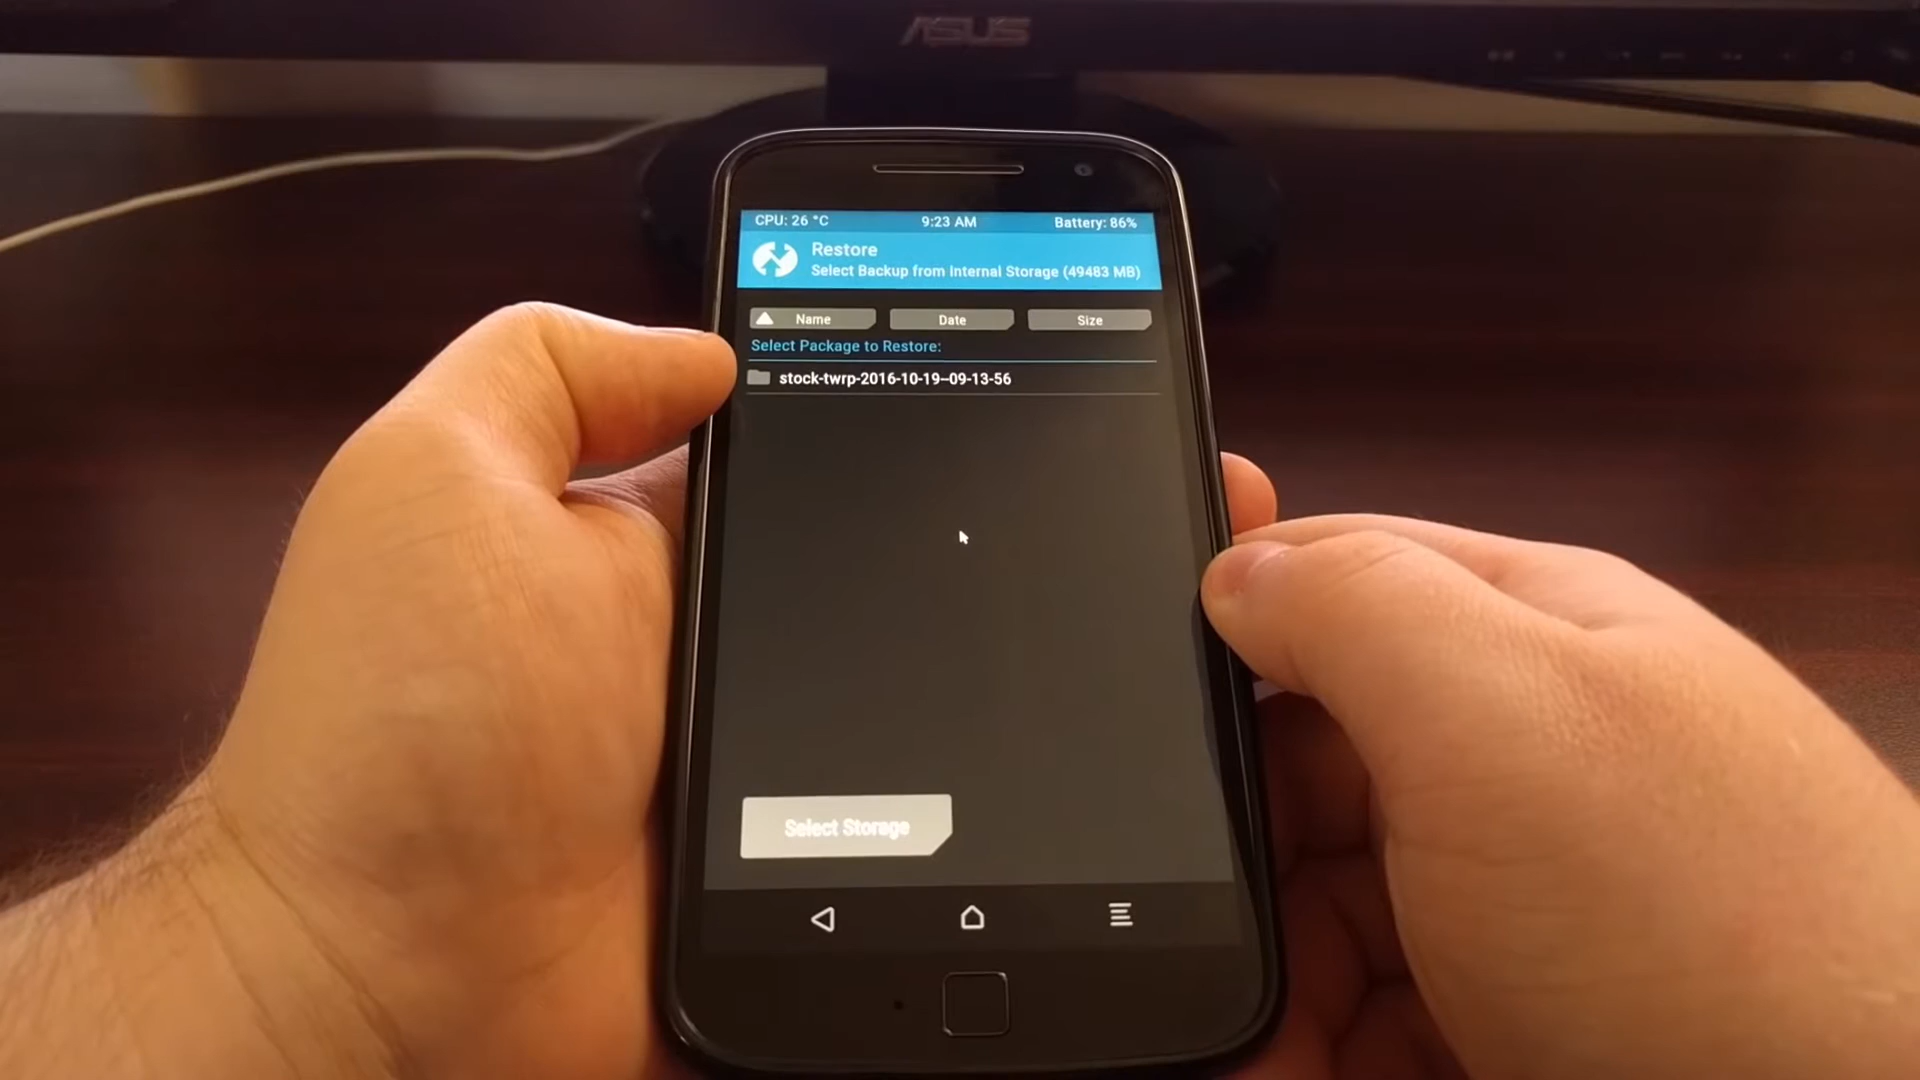 ASUS
CPU: 26 °C 9:23 AM Battery: 86%
Restore
Select Backup from Internal Storage (49483 MB)
Name Date Size
Select Package to Restore:
stock-twrp-2016-10-19--09-13-56
Select Storage